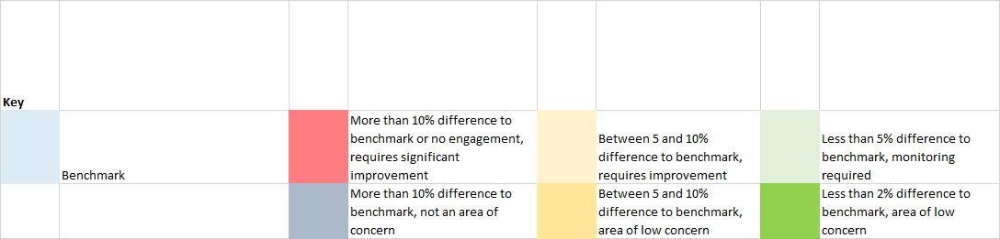 Key
Benchmark
More than 10% difference to
benchmark or no engagement,
requires significant
improvement
Between 5 and 10%
difference to benchmark,
requires improvement
Less than 5% difference to
benchmark, monitoring
required
More than 10% difference to
benchmark, not an area of
concern
Between 5 and 10%
difference to benchmark,
area of low concern
Less than 2% difference to
benchmark, area of low
concern